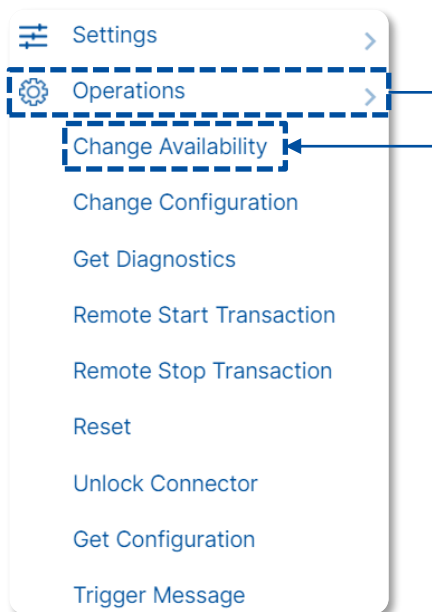 Settings
Operations
Change Availability
Change Configuration
Get Diagnostics
Remote Start Transaction
Remote Stop Transaction
Reset
Unlock Connector
Get Configuration
Trigger Message